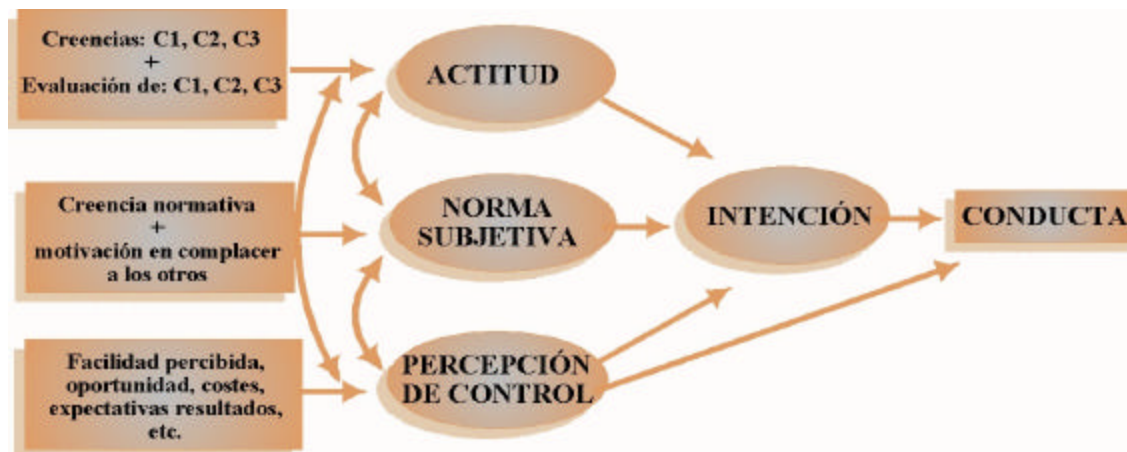 Creencias: C1, C2, C3
+
Evaluación de: C1, C2, C3
ACTITUD
Creencia normativa
+
motivación en complacer
a los otros
NORMA
SUBJETIVA
INTENCIÓN
CONDUCTA
Facilidad percibida,
oportunidad, costes,
expectativas resultados,
etc.
PERCEPCIÓN
DE CONTROL